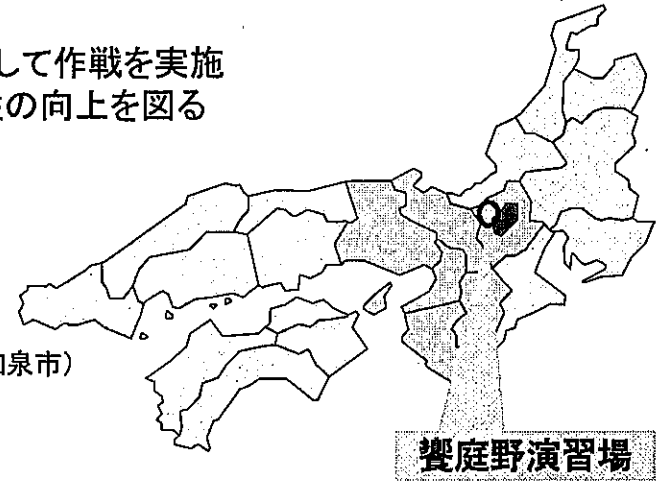 して作戦を実施
の向上を図る
泉市）
饗庭野演習場